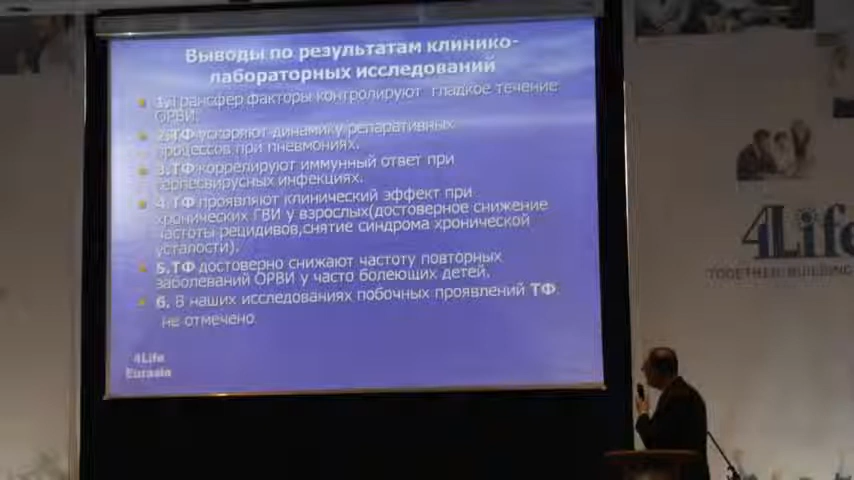 Выводы по результатам клинико-
лабораторных исследований
1.Трансфер факторы контролируют гладкое течение
ОРВИ.
2.ТФ ускоряют динамику репаративных
процессов при пневмониях.
3.ТФ коррелируют иммунный ответ при
герпесвирусных инфекциях.
4.ТФ проявляют клинический эффект при
хронических ГВИ у взрослых(достоверное снижение
частоты рецидивов,снятие синдрома хронической
усталости).
5.ТФ достоверно снижают частоту повторных
заболеваний ОРВИ у часто болеющих детей.
6. В наших исследованиях побочных проявлений ТФ
не отмечено.
4Life
Eurasia
4Life
TOGETHER BUILDING